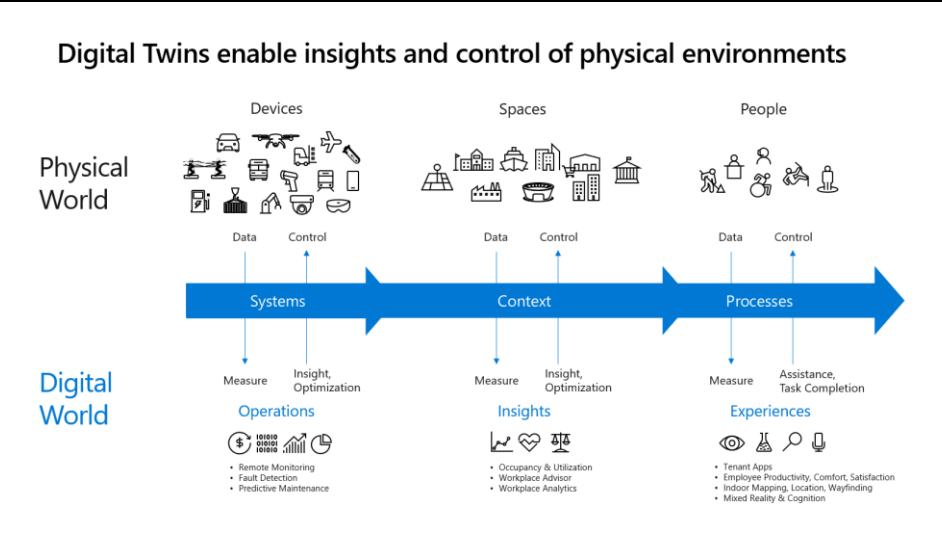 Digital Twins enable insights and control of physical environments
Devices
Spaces
People
Physical
World
Data
Control
Data
Control
Data
Control
Systems
Context
Processes
Digital
World
Measure
Insight,
Optimization
Measure
Insight,
Optimization
Measure
Assistance,
Task Completion
Operations
Insights
Experiences
$
101010
010101
101010
• Remote Monitoring
• Fault Detection
• Predictive Maintenance
• Occupancy & Utilization
• Workplace Advisor
• Workplace Analytics
• Tenant Apps
• Employee Productivity, Comfort, Satisfaction
• Indoor Mapping, Location, Wayfinding
• Mixed Reality & Cognition